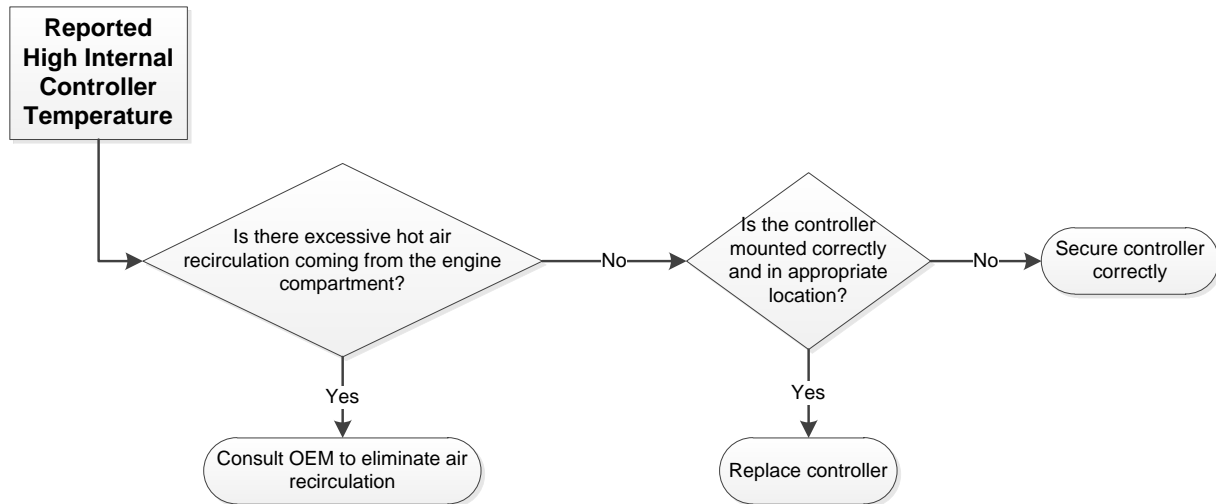 Reported
High Internal
Controller
Temperature
Is there excessive hot air
recirculation coming from the engine
compartment?
No
Is the controller
mounted correctly
and in appropriate
location?
No
Secure controller
correctly
Yes
Consult OEM to eliminate air
recirculation
Yes
Replace controller